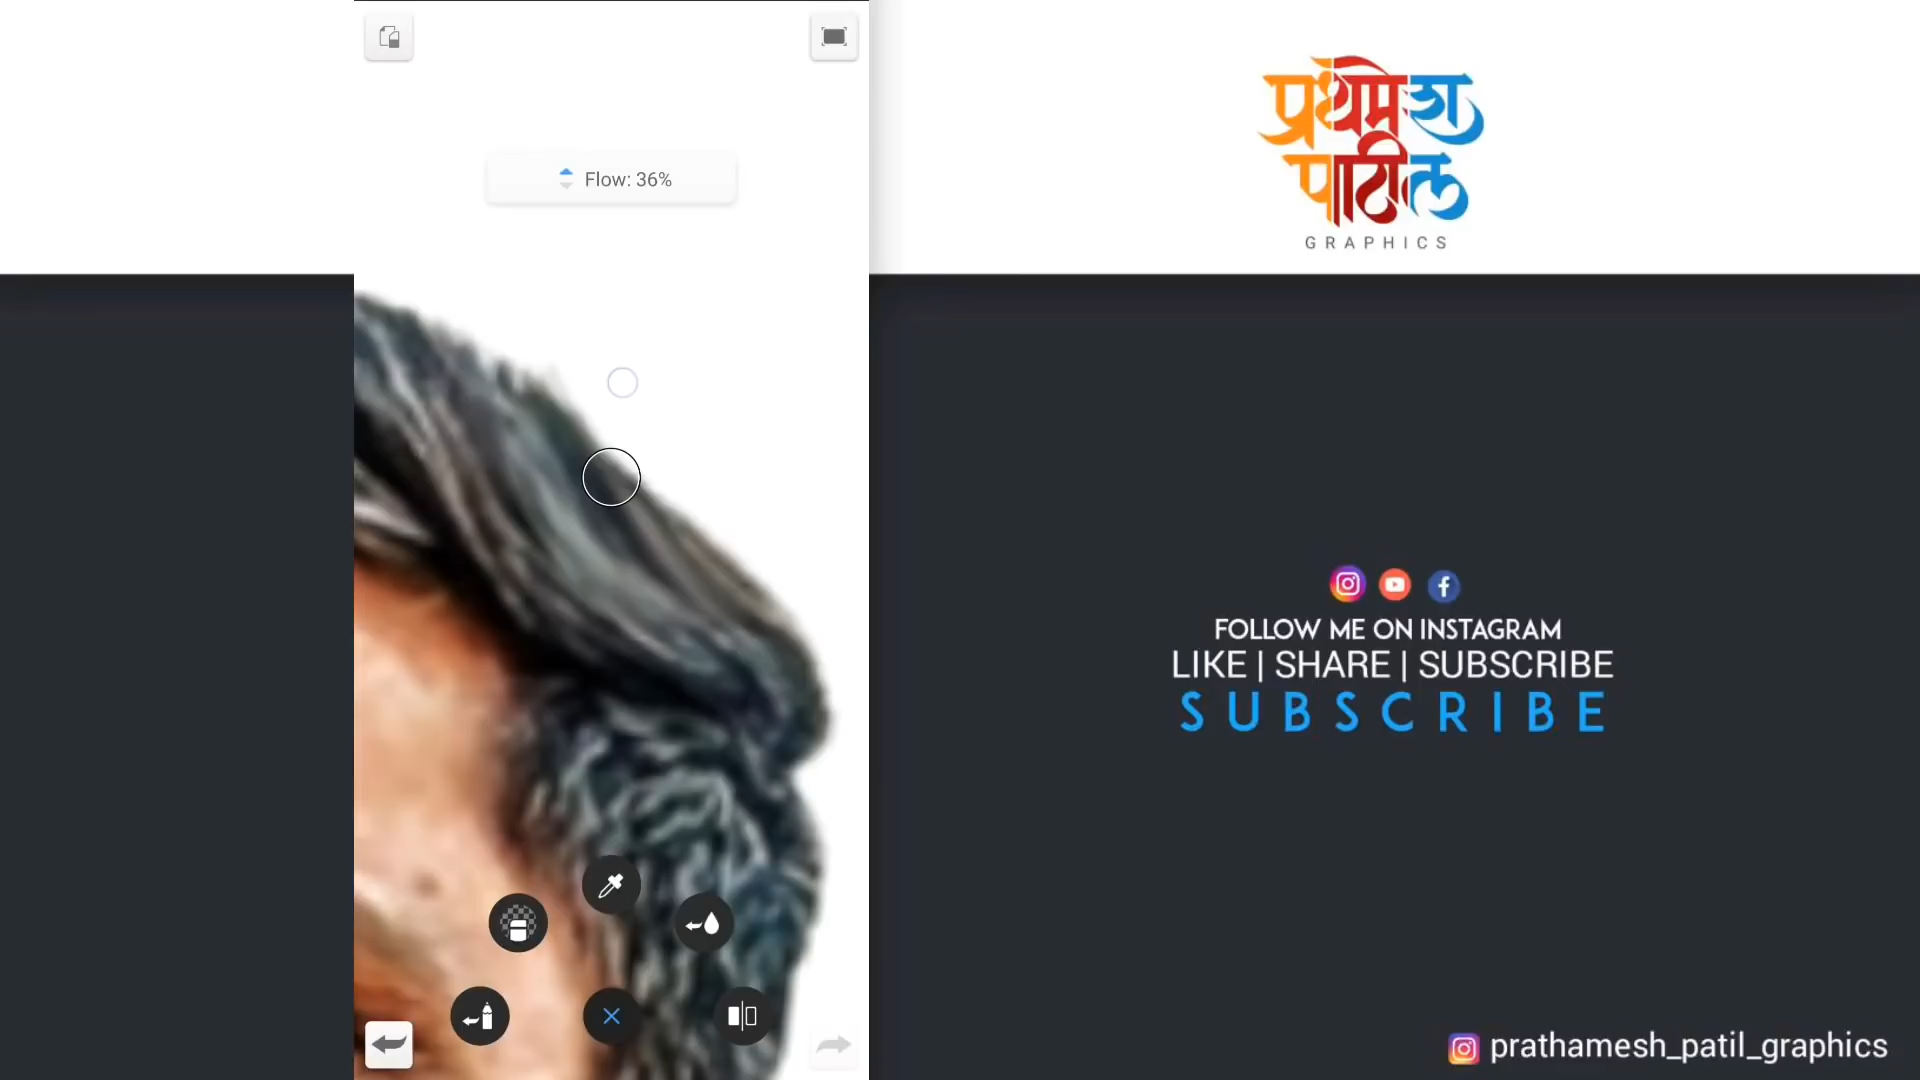 Flow: 36%
प्रथमेश
पाटील
GRAPHICS
FOLLOW ME ON INSTAGRAM
LIKE | SHARE | SUBSCRIBE
SUBSCRIBE
prathamesh_patil_graphics